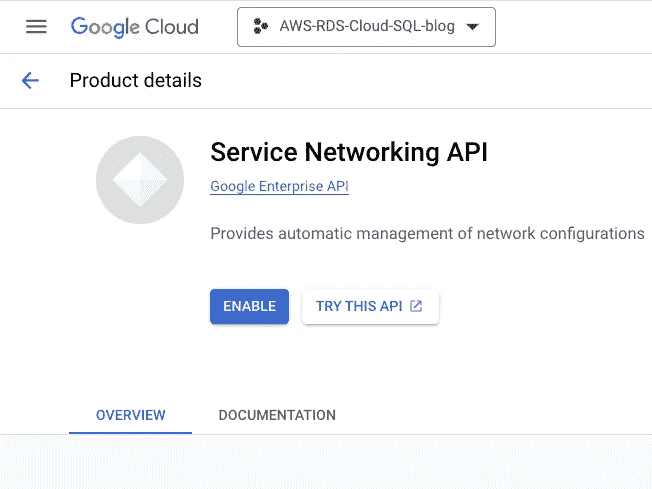 Google Cloud
AWS-RDS-Cloud-SQL-blog
Product details
Service Networking API
Google Enterprise API
Provides automatic management of network configurations
ENABLE
TRY THIS API
OVERVIEW
DOCUMENTATION